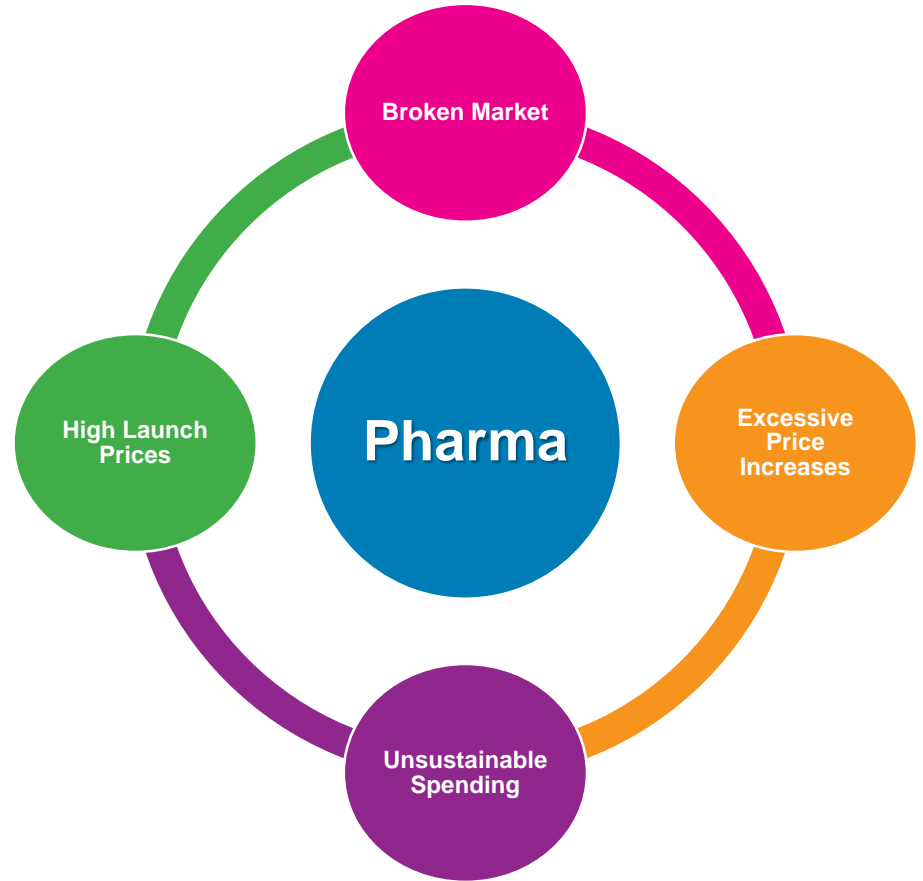 Broken Market
High Launch
Prices
Pharma
Excessive
Price
Increases
Unsustainable
Spending